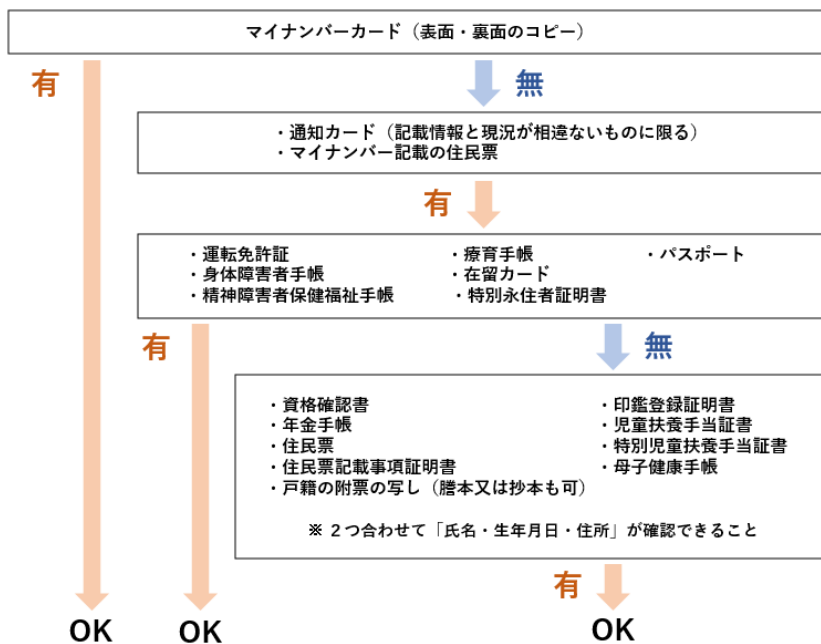 マイナンバーカード（表面・裏面のコピー）
有
無
・通知カード（記載情報と現況が相違ないものに限る）
・マイナンバー記載の住民票
有
・運転免許証
・療育手帳
・パスポート
・身体障害者手帳
・在留カード
・精神障害者保健福祉手帳
・特別永住者証明書
有
無
・資格確認書
・印鑑登録証明書
・年金手帳
・児童扶養手当証書
・住民票
・特別児童扶養手当証書
・住民票記載事項証明書
・母子健康手帳
・戸籍の附票の写し（謄本又は抄本も可）
※ ２つ合わせて「氏名・生年月日・住所」が確認できること
有
OK
OK
OK